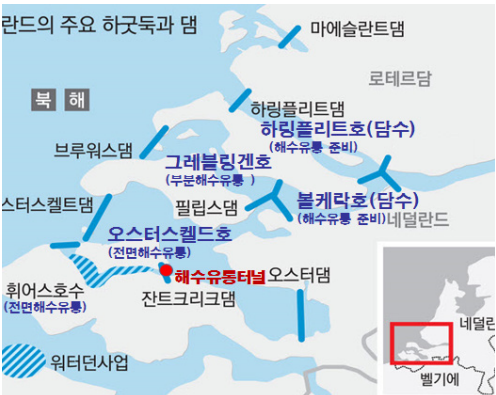 란드의 주요 하굿둑과 댐
마에슬란트댐
로테르담
북 해
하링플리트댐
하링플리트호(담수)
(해수유통 준비)
브루워스댐
그레블링겐호
(부분해수유통 )
볼케락호(담수)
(해수유통 준비)
네덜란드
스터스켈트댐
필립스댐
오스터스켈드호
(전면해수유통)
해수유통터널
오스터댐
휘어스호수
(전면해수유통)
잔트크리크댐
네덜란
워터던사업
벨기에